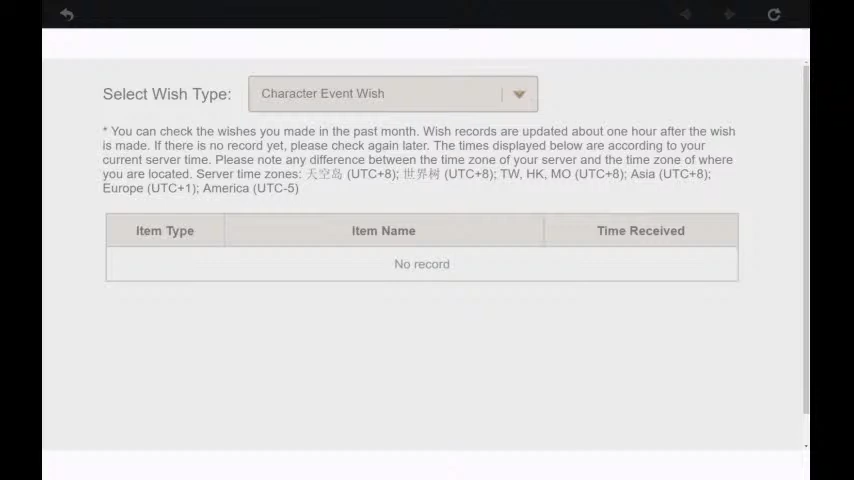 Select Wish Type: Character Event Wish
* You can check the wishes you made in the past month. Wish records are updated about one hour after the wish
is made. If there is no record yet, please check again later. The times displayed below are according to your
current server time. Please note any difference between the time zone of your server and the time zone of where
you are located. Server time zones: 天空岛 (UTC+8); 世界树 (UTC+8); TW, HK, MO (UTC+8); Asia (UTC+8);
Europe (UTC+1); America (UTC-5)
Item Type Item Name Time Received
No record